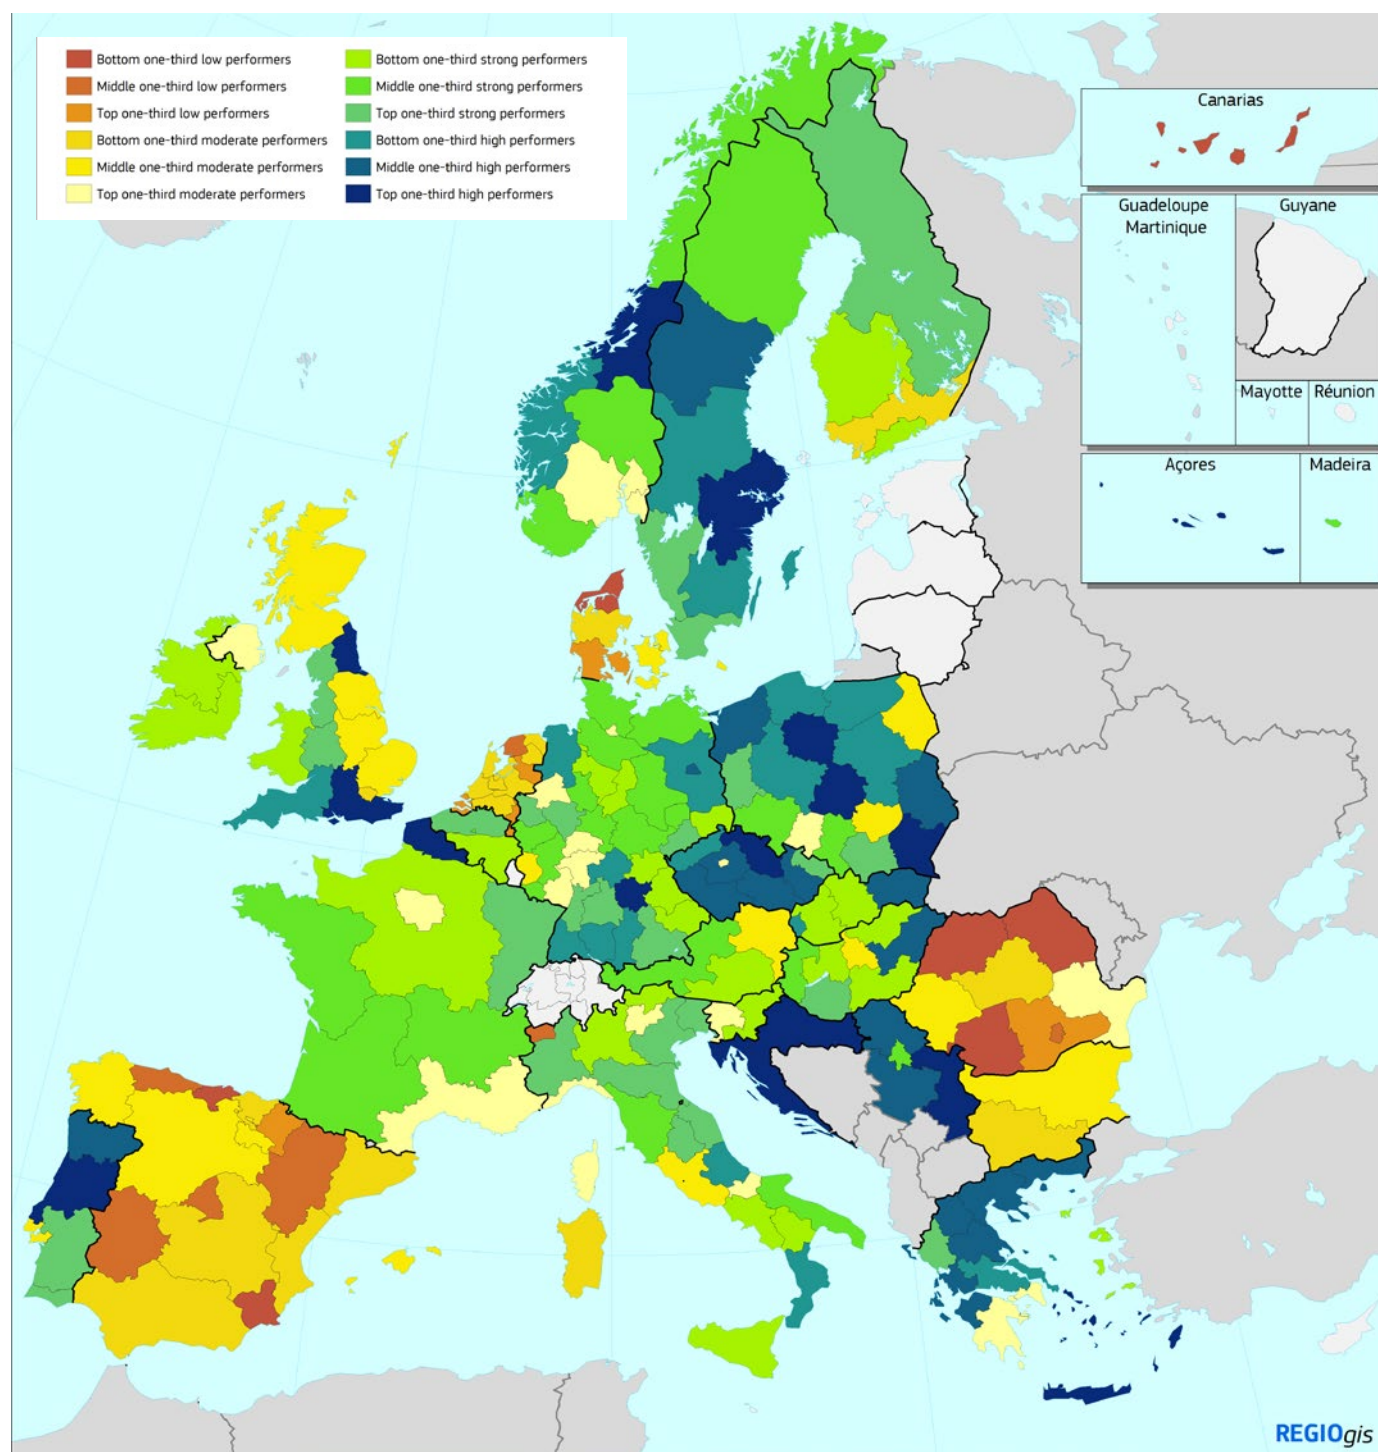 Bottom one-third low performers
Middle one-third low performers
Top one-third low performers
Bottom one-third moderate performers
Middle one-third moderate performers
Top one-third moderate performers
Bottom one-third strong performers
Middle one-third strong performers
Top one-third strong performers
Bottom one-third high performers
Middle one-third high performers
Top one-third high performers
Canarias
Guadeloupe
Martinique
Guyane
Mayotte
Réunion
Açores
Madeira
REGIOgis